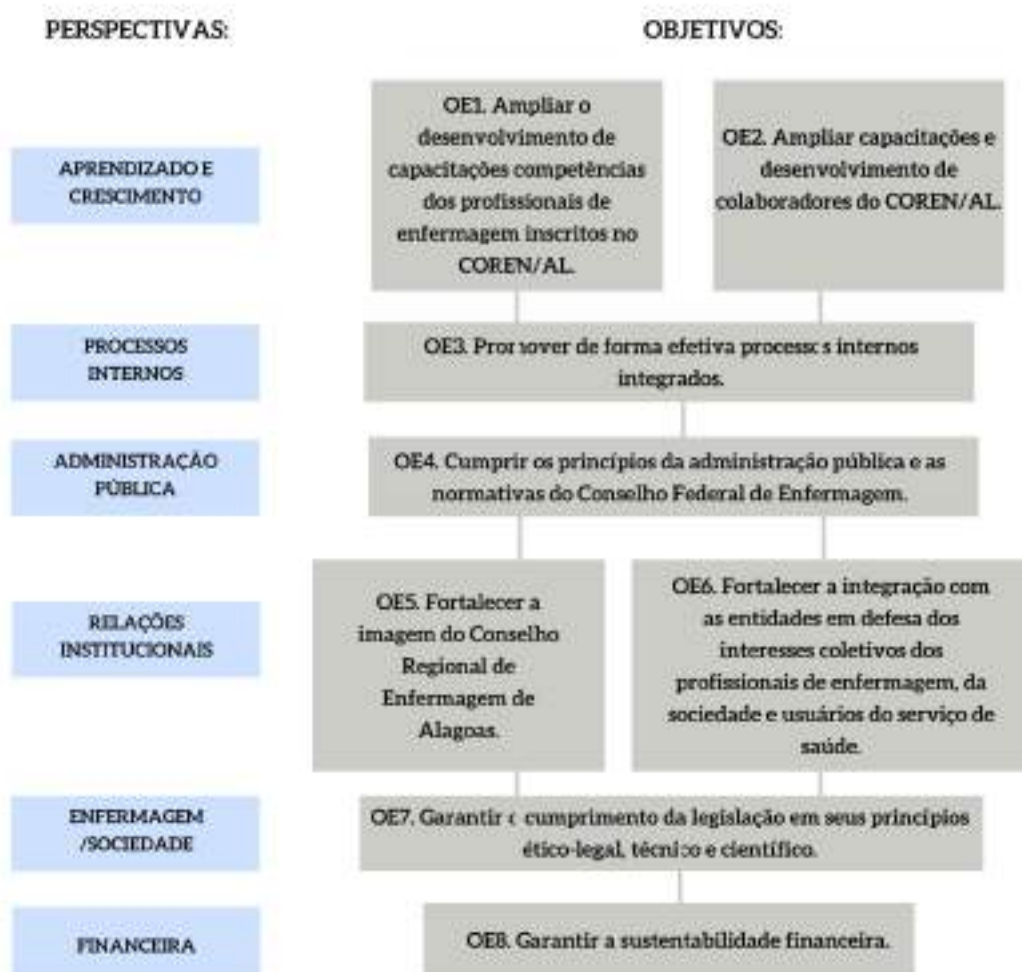 PERSPECTIVAS:
OBJETIVOS:
APRENDIZADO E
CRESCIMENTO
OE1. Ampliar o
desenvolvimento de
capacitações competências
dos profissionais de
enfermagem inscritos no
COREN/AL.
OE2. Ampliar capacitações e
desenvolvimento de
colaboradores do COREN/AL.
PROCESSOS
INTERNOS
OE3. Promover de forma efetiva processos internos
integrados.
ADMINISTRAÇÃO
PÚBLICA
OE4. Cumprir os princípios da administração pública e as
normativas do Conselho Federal de Enfermagem.
RELAÇÕES
INSTITUCIONAIS
OE5. Fortalecer a
imagem do Conselho
Regional de
Enfermagem de
Alagoas.
OE6. Fortalecer a integração com
as entidades em defesa dos
interesses coletivos dos
profissionais de enfermagem, da
sociedade e usuários do serviço de
saúde.
ENFERMAGEM
/SOCIEDADE
OE7. Garantir o cumprimento da legislação em seus princípios
ético-legal, técnico e científico.
FINANCEIRA
OE8. Garantir a sustentabilidade financeira.